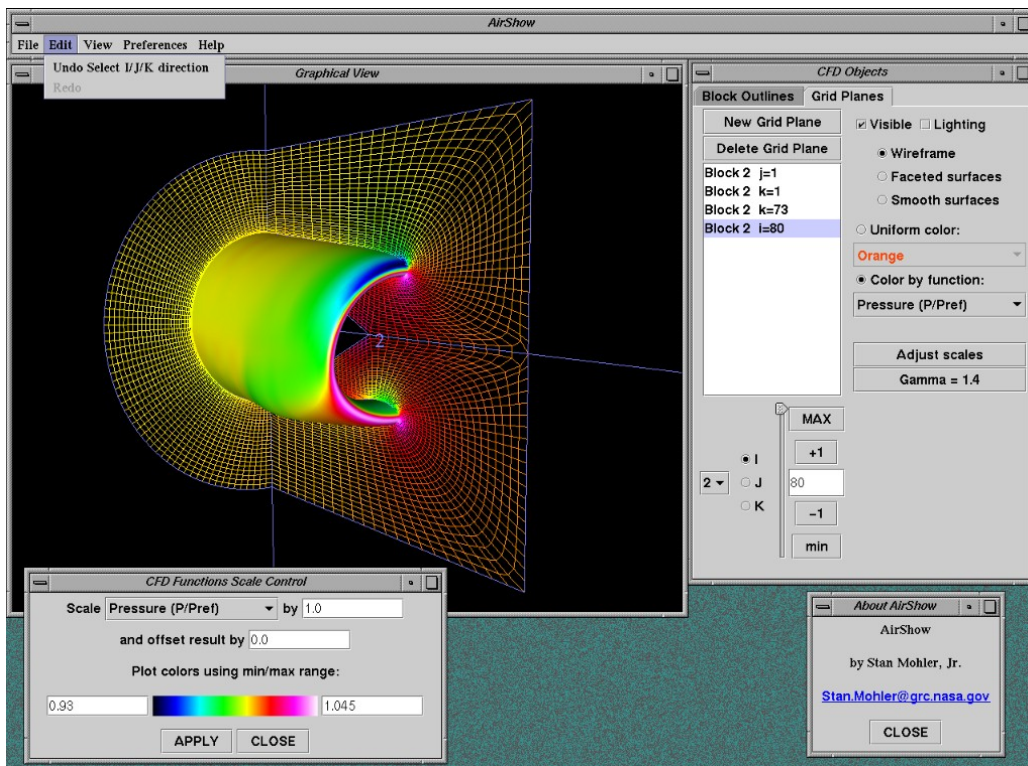 AirShow
File Edit View Preferences Help
Undo Select I/J/K direction
Redo
Graphical View
2
CFD Objects
Block Outlines Grid Planes
New Grid Plane
Delete Grid Plane
Block 2 j=1
Block 2 k=1
Block 2 k=73
Block 2 i=80
Visible Lighting
Wireframe
Faceted surfaces
Smooth surfaces
Uniform color:
Orange
Color by function:
Pressure (P/Pref)
Adjust scales
Gamma = 1.4
2
I
J
K
MAX
+1
80
−1
min
CFD Functions Scale Control
Scale Pressure (P/Pref) by 1.0
and offset result by 0.0
Plot colors using min/max range:
0.93 1.045
APPLY CLOSE
About AirShow
AirShow
by Stan Mohler, Jr.
Stan.Mohler@grc.nasa.gov
CLOSE